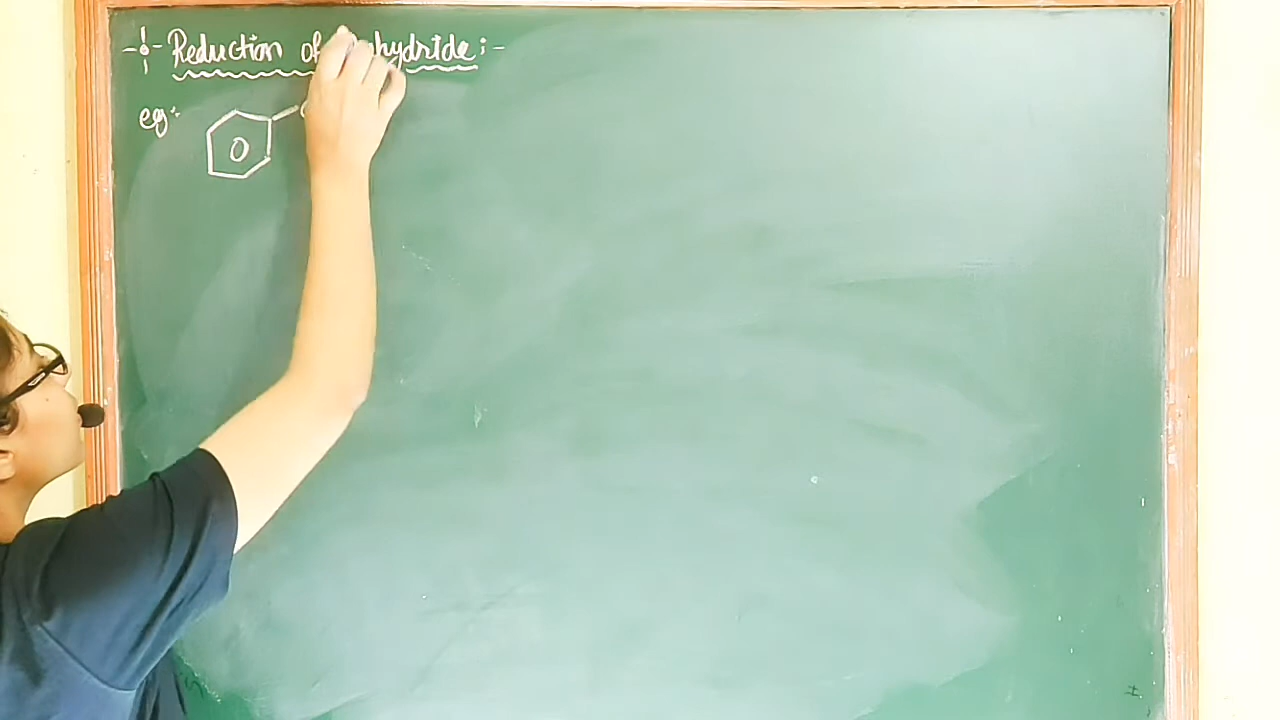 Reduction of hydride :-
eg: